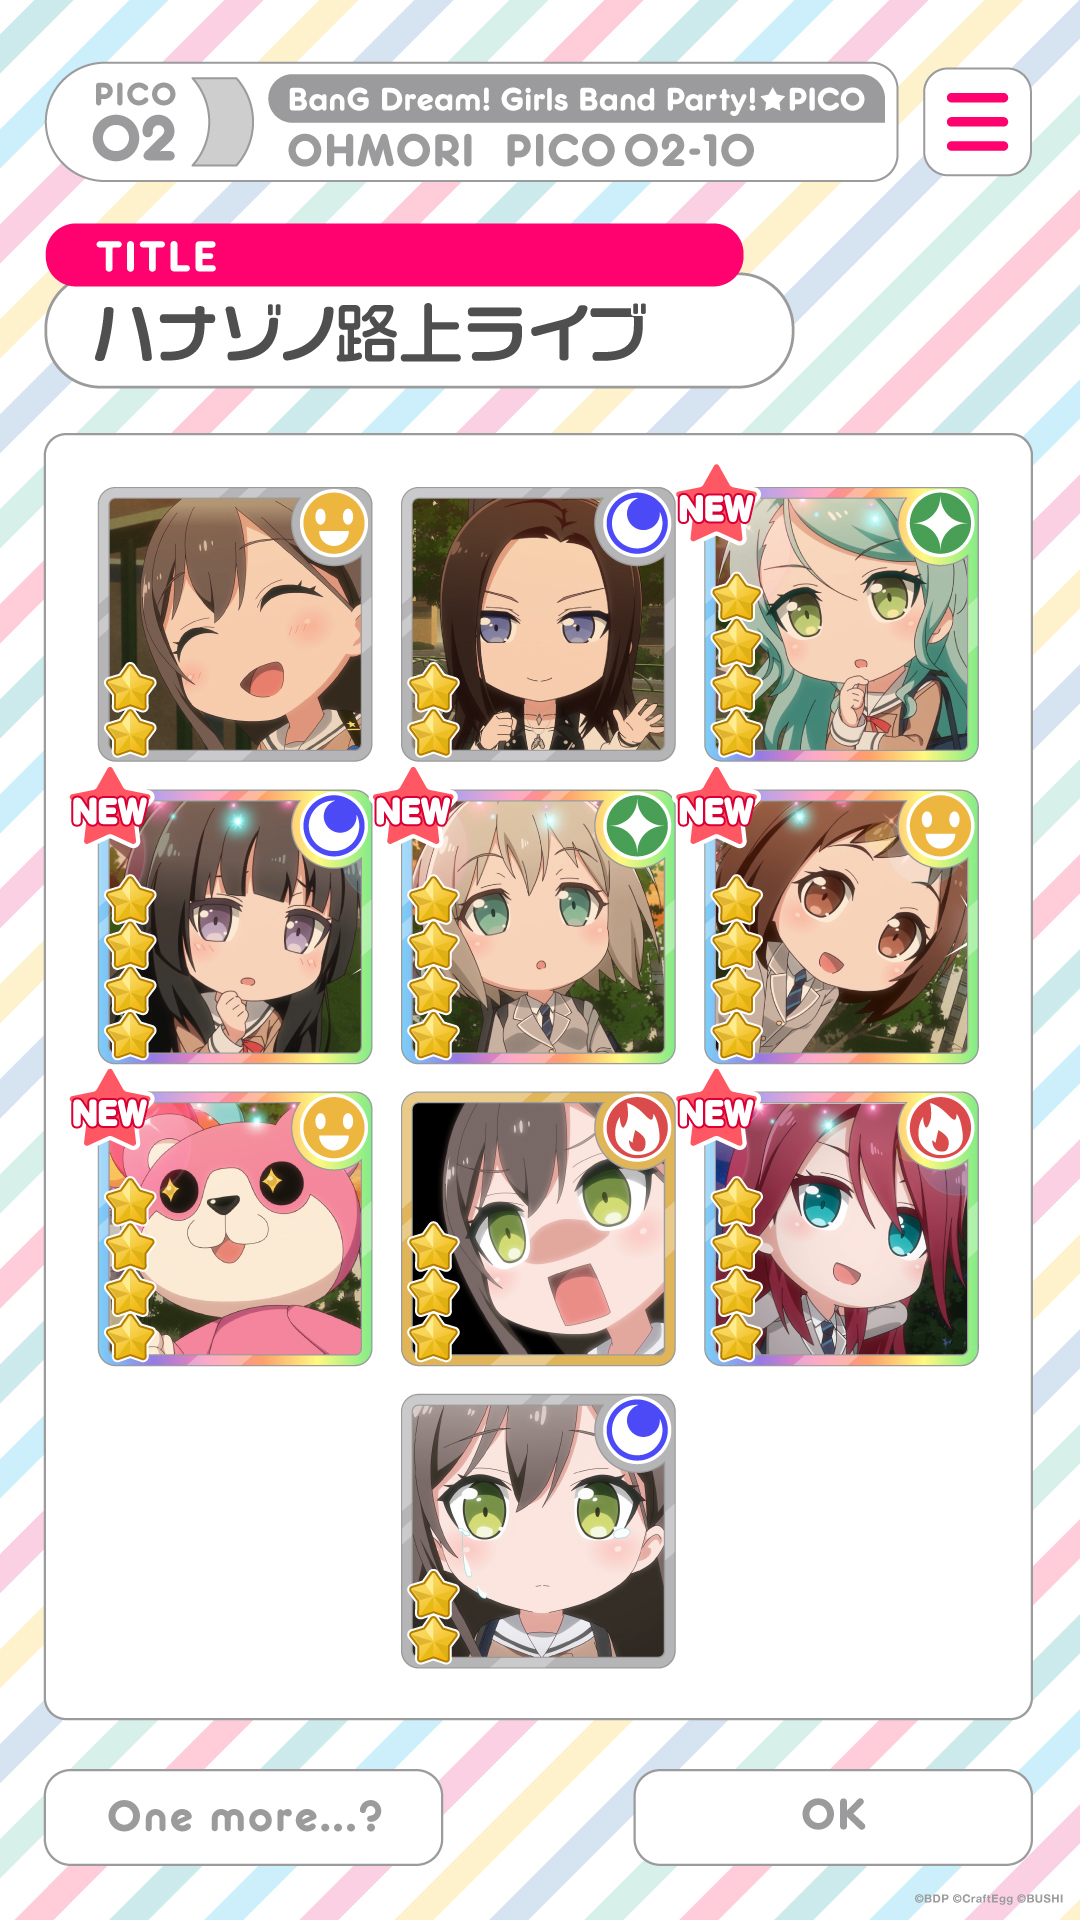 PICO
02
BanG Dream! Girls Band Party!★PICO
OHMORI PICO 02-10
TITLE
ハナゾノ路上ライブ
NEW
NEW
NEW
NEW
NEW
NEW
One more...?
OK
©BDP ©CraftEgg ©BUSHI